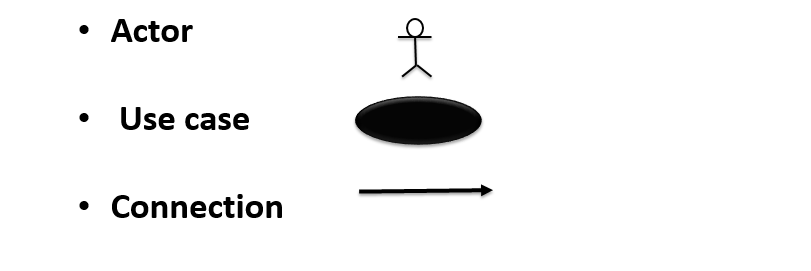 • Actor
• Use case
• Connection